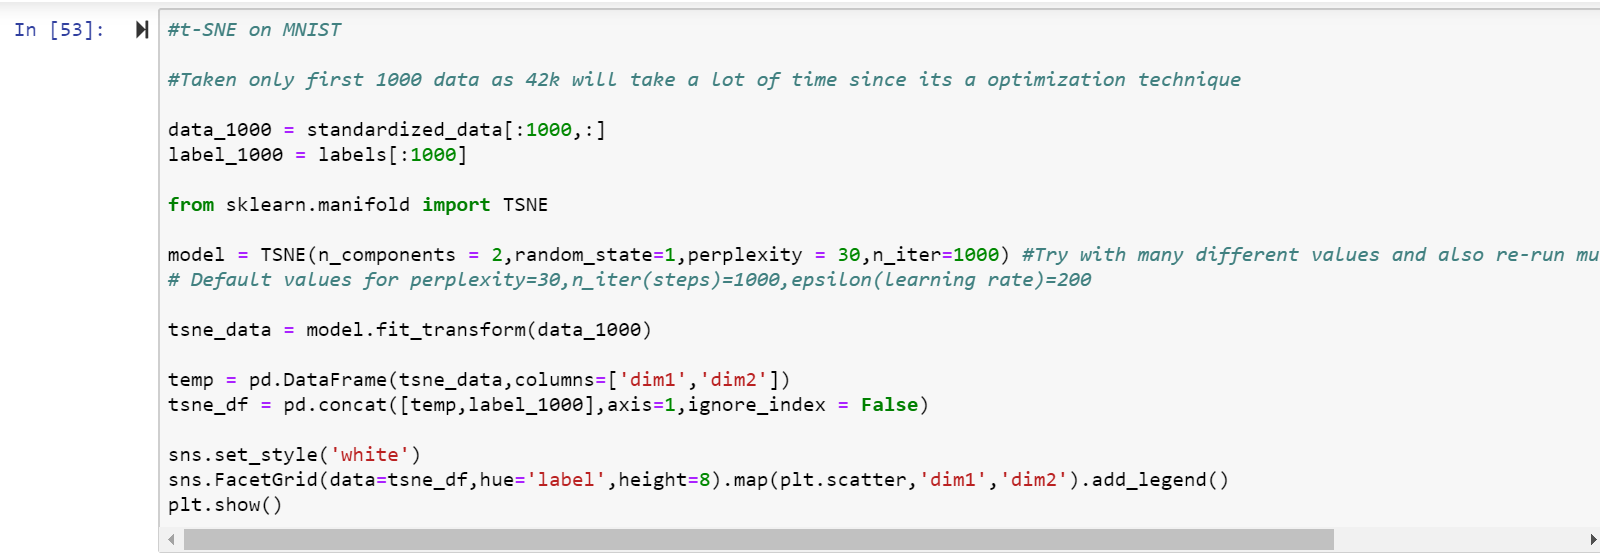 In [53]:
#t-SNE on MNIST
#Taken only first 1000 data as 42k will take a lot of time since its a optimization technique
data_1000 = standardized_data[:1000,:]
label_1000 = labels[:1000]
from sklearn.manifold import TSNE
model = TSNE(n_components = 2,random_state=1,perplexity = 30,n_iter=1000) #Try with many different values and also re-run mu
# Default values for perplexity=30,n_iter(steps)=1000,epsilon(learning rate)=200
tsne_data = model.fit_transform(data_1000)
temp = pd.DataFrame(tsne_data,columns=['dim1','dim2'])
tsne_df = pd.concat([temp,label_1000],axis=1,ignore_index = False)
sns.set_style('white')
sns.FacetGrid(data=tsne_df,hue='label',height=8).map(plt.scatter,'dim1','dim2').add_legend()
plt.show()